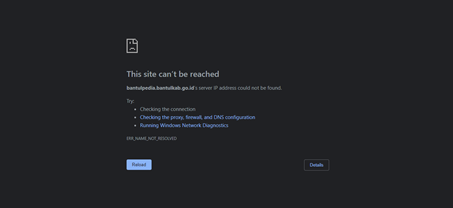 This site can't be reached
bantulpedia.bantulkab.go.id's server IP address could not be found.
Try:
• Checking the connection
• Checking the proxy, firewall, and DNS configuration
• Running Windows Network Diagnostics
ERR_NAME_NOT_RESOLVED
Reload
Details